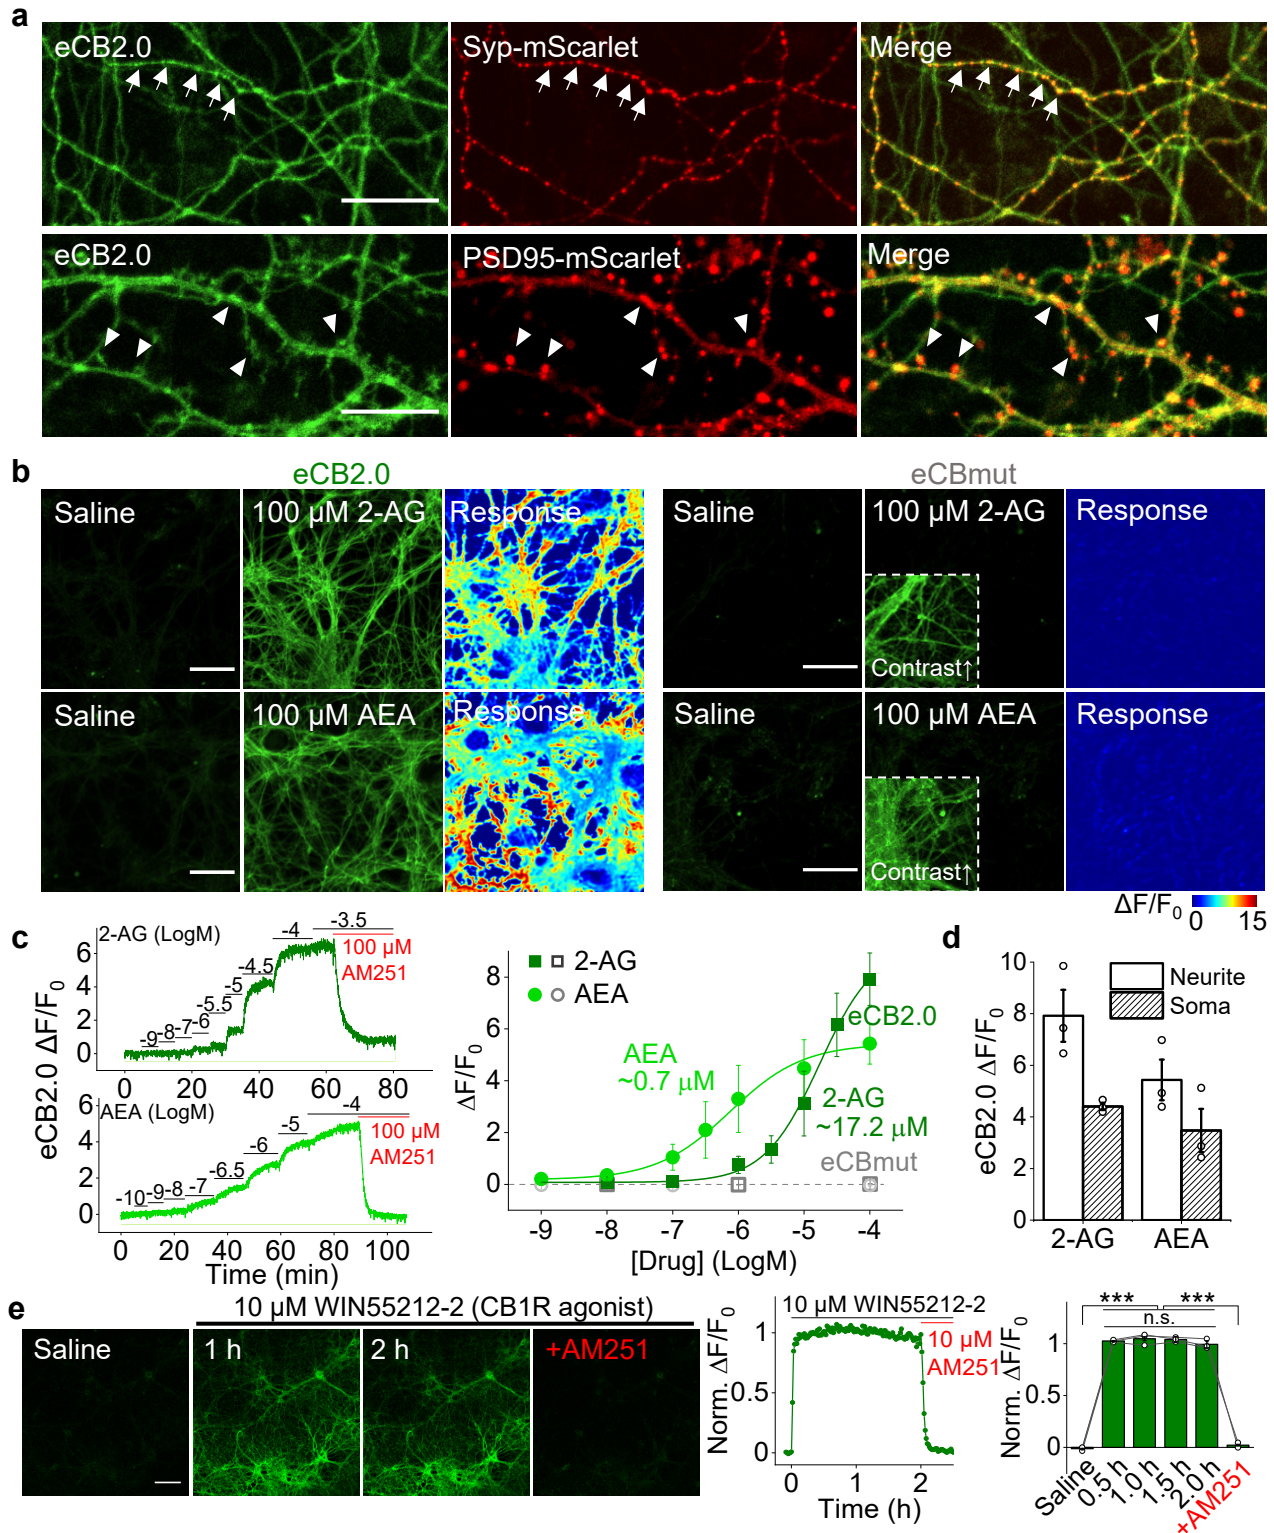 a
eCB2.0
Syp-mScarlet
Merge
eCB2.0
PSD95-mScarlet
Merge
b
eCB2.0
eCBmut
Saline
100 µM 2-AG
Response
Saline
100 µM 2-AG
Response
Contrast↑
Saline
100 µM AEA
Response
Saline
100 µM AEA
Response
Contrast↑
ΔF/F0
0
15
c
eCB2.0 ΔF/F0
2-AG (LogM)
-9
-8
-7
-6
-5.5
-5
-4.5
-4
-3.5
100 µM
AM251
6
4
2
0
0
20
40
60
80
AEA (LogM)
-10
-9
-8
-7
-6.5
-6
-5
-4
100 µM
AM251
6
4
2
0
0
20
40
60
80
100
Time (min)
ΔF/F0
8
6
4
2
0
2-AG
AEA
eCB2.0
AEA
~0.7 µM
2-AG
~17.2 µM
eCBmut
-9
-8
-7
-6
-5
-4
[Drug] (LogM)
d
eCB2.0 ΔF/F0
10
8
6
4
2
0
Neurite
Soma
2-AG
AEA
e
10 µM WIN55212-2 (CB1R agonist)
Saline
1 h
2 h
+AM251
Norm. ΔF/F0
1
0.5
0
10 µM WIN55212-2
10 µM
AM251
0
1
2
Time (h)
Norm. ΔF/F0
1
0.5
0
***
***
n.s.
Saline
0.5 h
1.0 h
1.5 h
2.0 h
+AM251